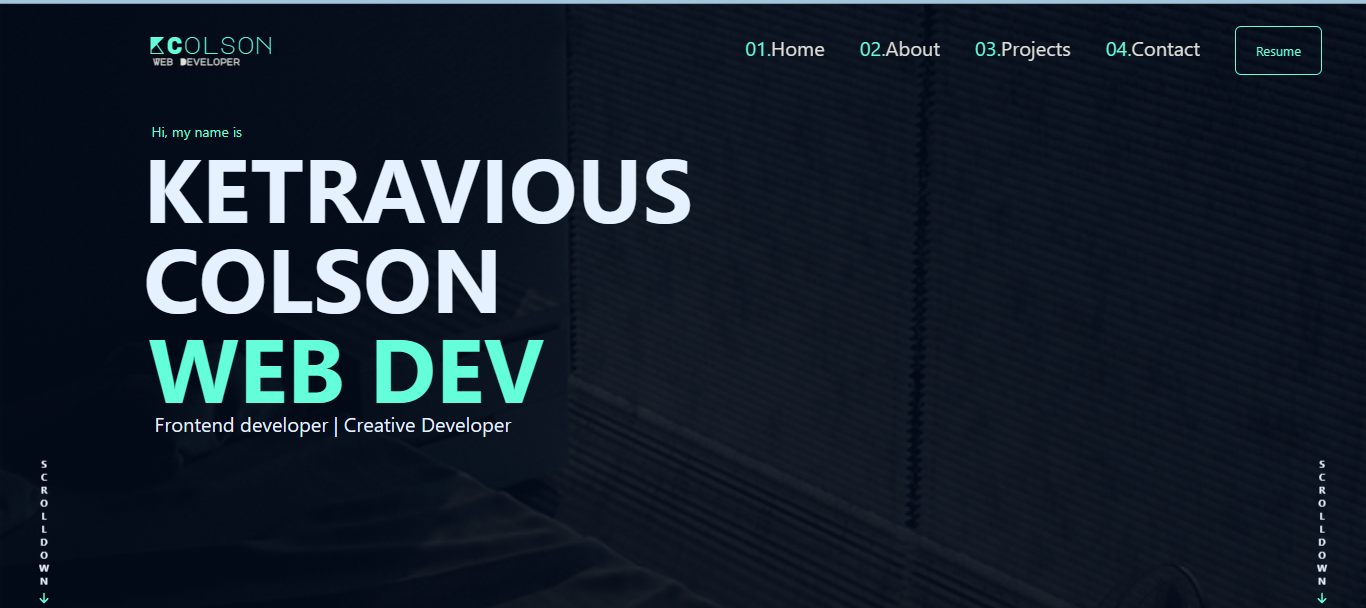 KCOLSON
WEB DEVELOPER
01.Home 02.About 03.Projects 04.Contact Resume
Hi, my name is
KETRAVIOUS
COLSON
WEB DEV
Frontend developer | Creative Developer
SCROLLDOWN
SCROLLDOWN